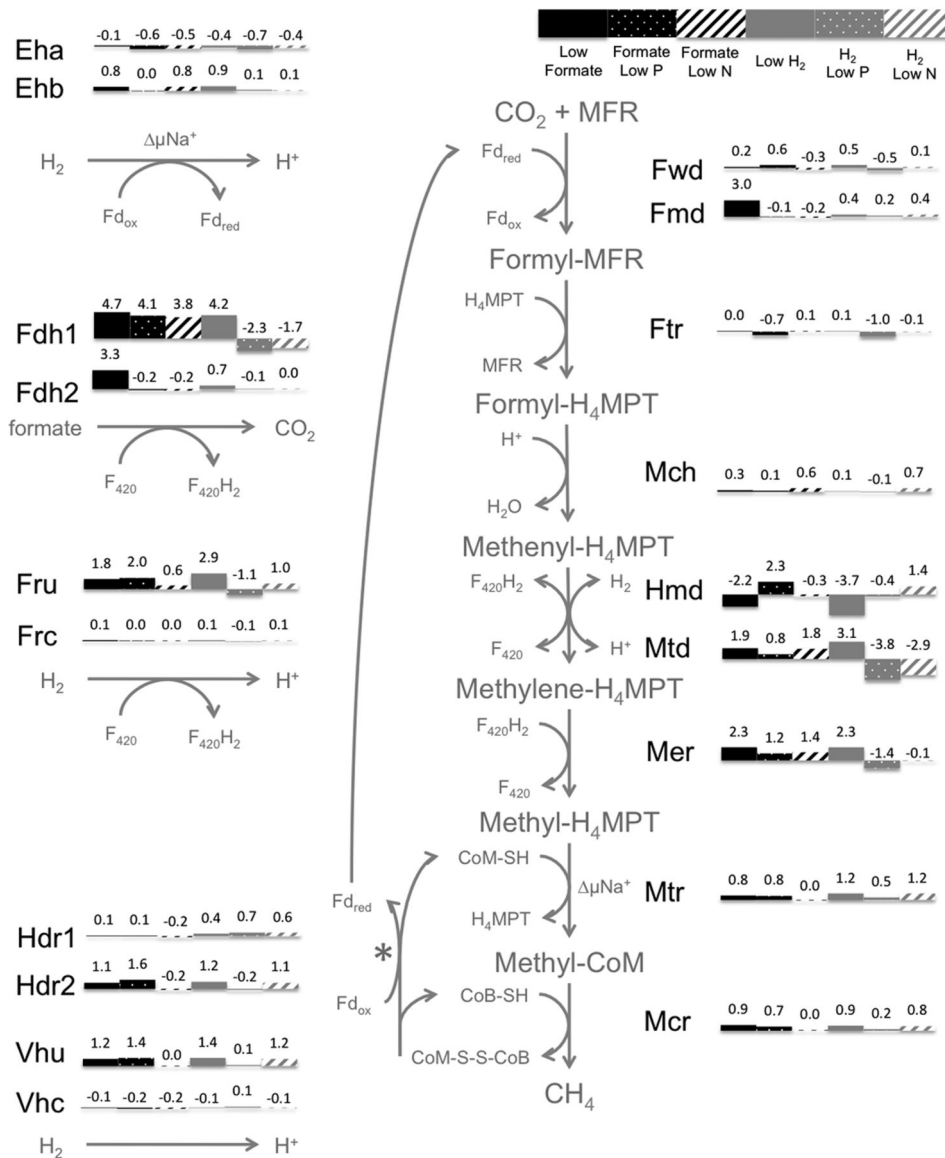 Low Formate
Formate Low P
Formate Low N
Low H₂
H₂ Low P
H₂ Low N
Eha
-0.1 -0.6 -0.5 -0.4 -0.7 -0.4
Ehb
0.8 0.0 0.8 0.9 0.1 0.1
ΔµNa⁺
H₂ H⁺
Fd_ox Fd_red
Fdh1
4.7 4.1 3.8 4.2 -2.3 -1.7
Fdh2
3.3 -0.2 -0.2 0.7 -0.1 0.0
formate CO₂
F₄₂₀ F₄₂₀H₂
Fru
1.8 2.0 0.6 2.9 -1.1 1.0
Frc
0.1 0.0 0.0 0.1 -0.1 0.1
H₂ H⁺
F₄₂₀ F₄₂₀H₂
Hdr1
0.1 0.1 -0.2 0.4 0.7 0.6
Hdr2
1.1 1.6 -0.2 1.2 -0.2 1.1
Vhu
1.2 1.4 0.0 1.4 0.1 1.2
Vhc
-0.1 -0.2 -0.2 -0.1 0.1 -0.1
H₂ H⁺
CO₂ + MFR
Fd_red
Fd_ox
Formyl-MFR
H₄MPT
MFR
Formyl-H₄MPT
H⁺
H₂O
Methenyl-H₄MPT
F₄₂₀H₂ H₂
F₄₂₀ H⁺
Methylene-H₄MPT
F₄₂₀H₂
F₄₂₀
Methyl-H₄MPT
CoM-SH
ΔµNa⁺
Fd_red
H₄MPT
*
Methyl-CoM
Fd_ox
CoB-SH
CoM-S-S-CoB
CH₄
Fwd
0.2 0.6 -0.3 0.5 -0.5 0.1
Fmd
3.0 -0.1 -0.2 0.4 0.2 0.4
Ftr
0.0 -0.7 0.1 0.1 -1.0 -0.1
Mch
0.3 0.1 0.6 0.1 -0.1 0.7
Hmd
-2.2 2.3 -0.3 -3.7 -0.4 1.4
Mtd
1.9 0.8 1.8 3.1 -3.8 -2.9
Mer
2.3 1.2 1.4 2.3 -1.4 -0.1
Mtr
0.8 0.8 0.0 1.2 0.5 1.2
Mcr
0.9 0.7 0.0 0.9 0.2 0.8